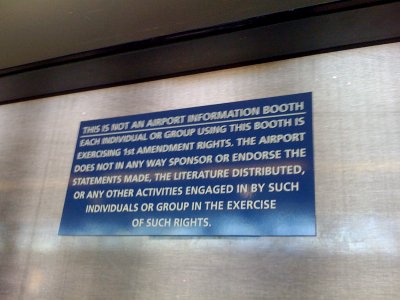 THIS IS NOT AN AIRPORT INFORMATION BOOTH
EACH INDIVIDUAL OR GROUP USING THIS BOOTH IS
EXERCISING 1st AMENDMENT RIGHTS. THE AIRPORT
DOES NOT IN ANY WAY SPONSOR OR ENDORSE THE
STATEMENTS MADE, THE LITERATURE DISTRIBUTED,
OR ANY OTHER ACTIVITIES ENGAGED IN BY SUCH
INDIVIDUALS OR GROUP IN THE EXERCISE
OF SUCH RIGHTS.